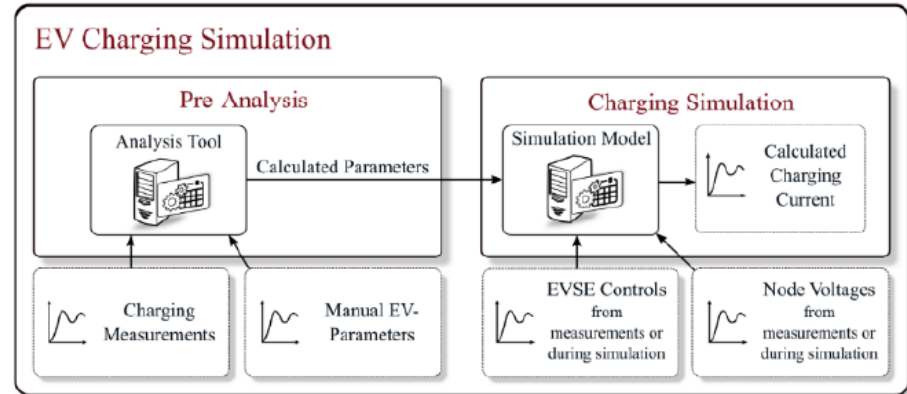 EV Charging Simulation
Pre Analysis
Analysis Tool
Calculated Parameters
Charging
Measurements
Manual EV-
Parameters
Charging Simulation
Simulation Model
Calculated
Charging
Current
EVSE Controls
from
measurements or
during simulation
Node Voltages
from
measurements or
during simulation